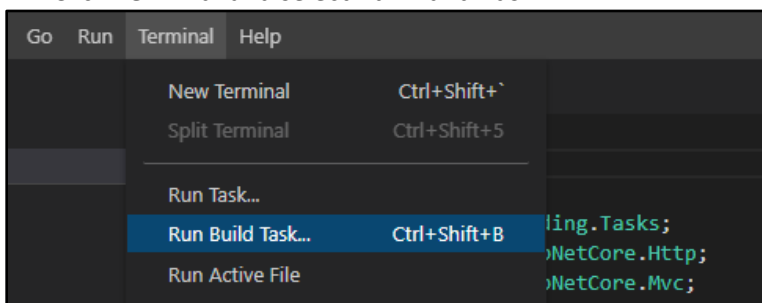 Go Run Terminal Help
New Terminal Ctrl+Shift+`
Split Terminal Ctrl+Shift+5
Run Task...
Run Build Task... Ctrl+Shift+B
ding.Tasks;
NetCore.Http;
Run Active File
NetCore.Mvc;